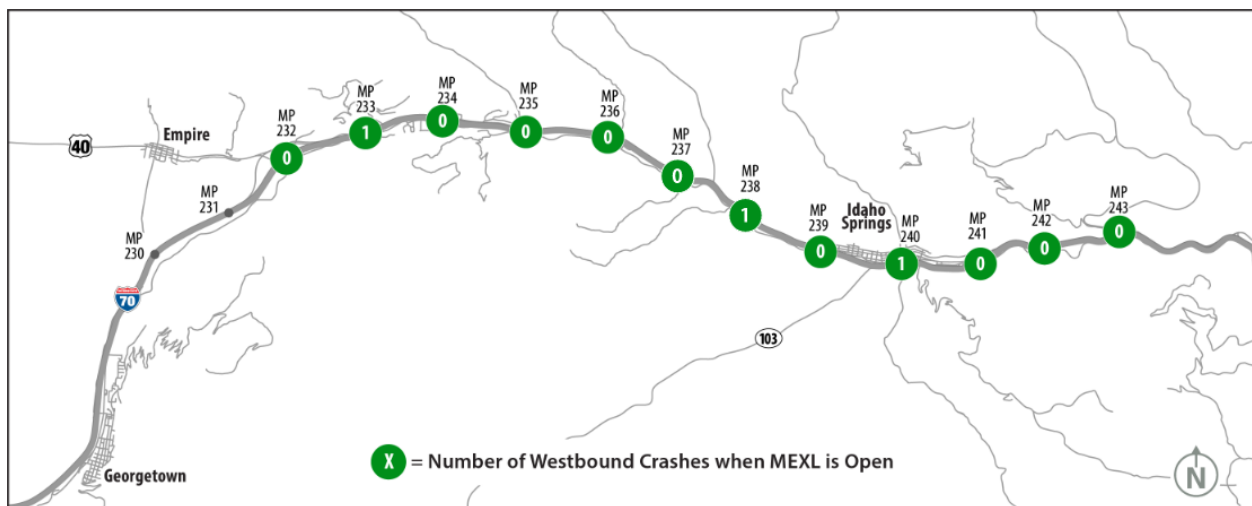 MP
230
MP
231
MP
232
0
MP
233
1
MP
234
0
MP
235
0
MP
236
0
MP
237
0
MP
238
1
MP
239
0
MP
240
1
MP
241
0
MP
242
0
MP
243
0
40
Empire
Idaho
Springs
70
103
Georgetown
X = Number of Westbound Crashes when MEXL is Open
N